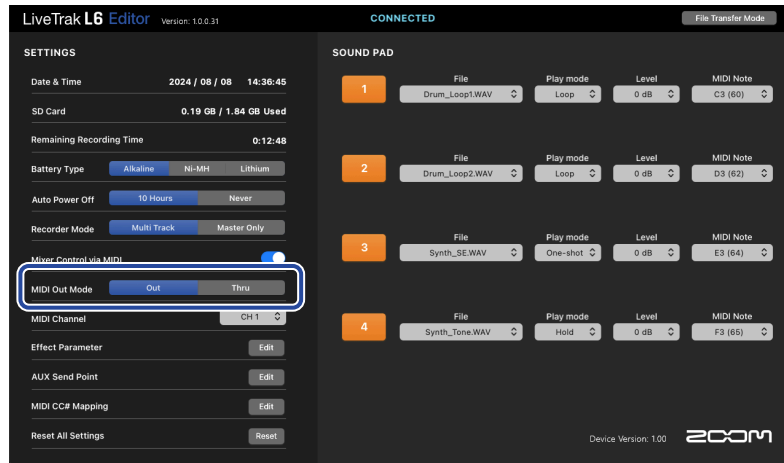 LiveTrak L6 Editor Version: 1.0.0.31
CONNECTED
File Transfer Mode
SETTINGS
Date & Time 2024 / 08 / 08 14:36:45
SD Card 0.19 GB / 1.84 GB Used
Remaining Recording Time 0:12:48
Battery Type Alkaline Ni-MH Lithium
Auto Power Off 10 Hours Never
Recorder Mode Multi Track Master Only
Mixer Control via MIDI
MIDI Out Mode Out Thru
MIDI Channel CH 1
Effect Parameter Edit
AUX Send Point Edit
MIDI CC# Mapping Edit
Reset All Settings Reset
SOUND PAD
File Play mode Level MIDI Note
1 Drum_Loop1.WAV Loop 0 dB C3 (60)
File Play mode Level MIDI Note
2 Drum_Loop2.WAV Loop 0 dB D3 (62)
File Play mode Level MIDI Note
3 Synth_SE.WAV One-shot 0 dB E3 (64)
File Play mode Level MIDI Note
4 Synth_Tone.WAV Hold 0 dB F3 (65)
Device Version: 1.00
ZOOM